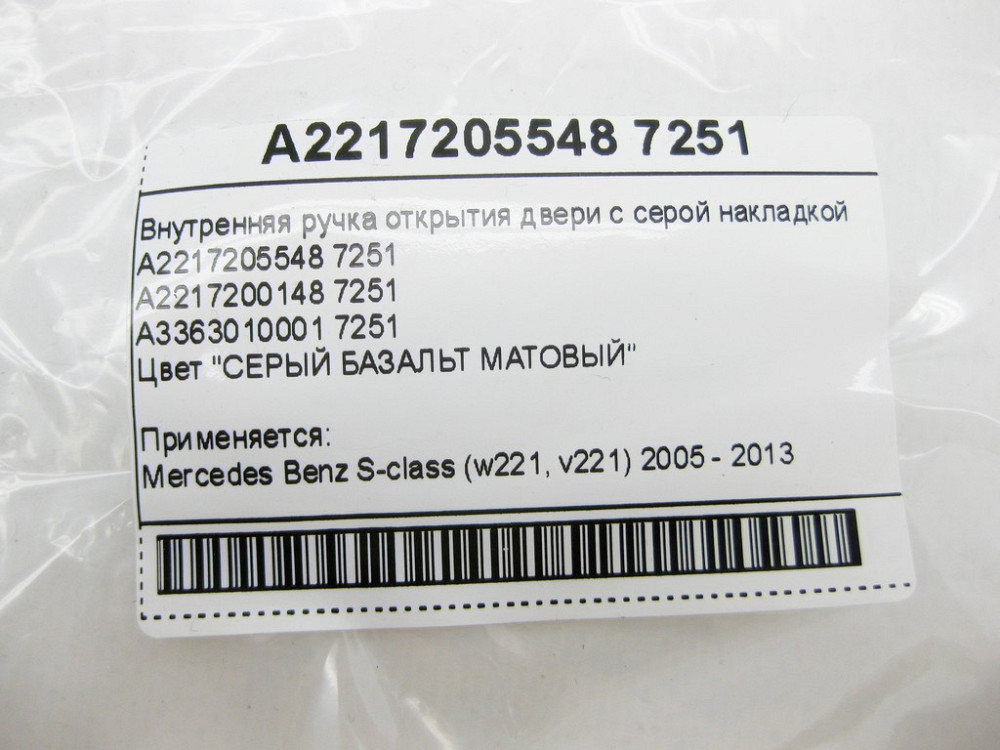 A2217205548 7251
Внутренняя ручка открытия двери с серой накладкой
A2217205548 7251
A2217200148 7251
A3363010001 7251
Цвет "СЕРЫЙ БАЗАЛЬТ МАТОВЫЙ"
Применяется:
Mercedes Benz S-class (w221, v221) 2005 - 2013